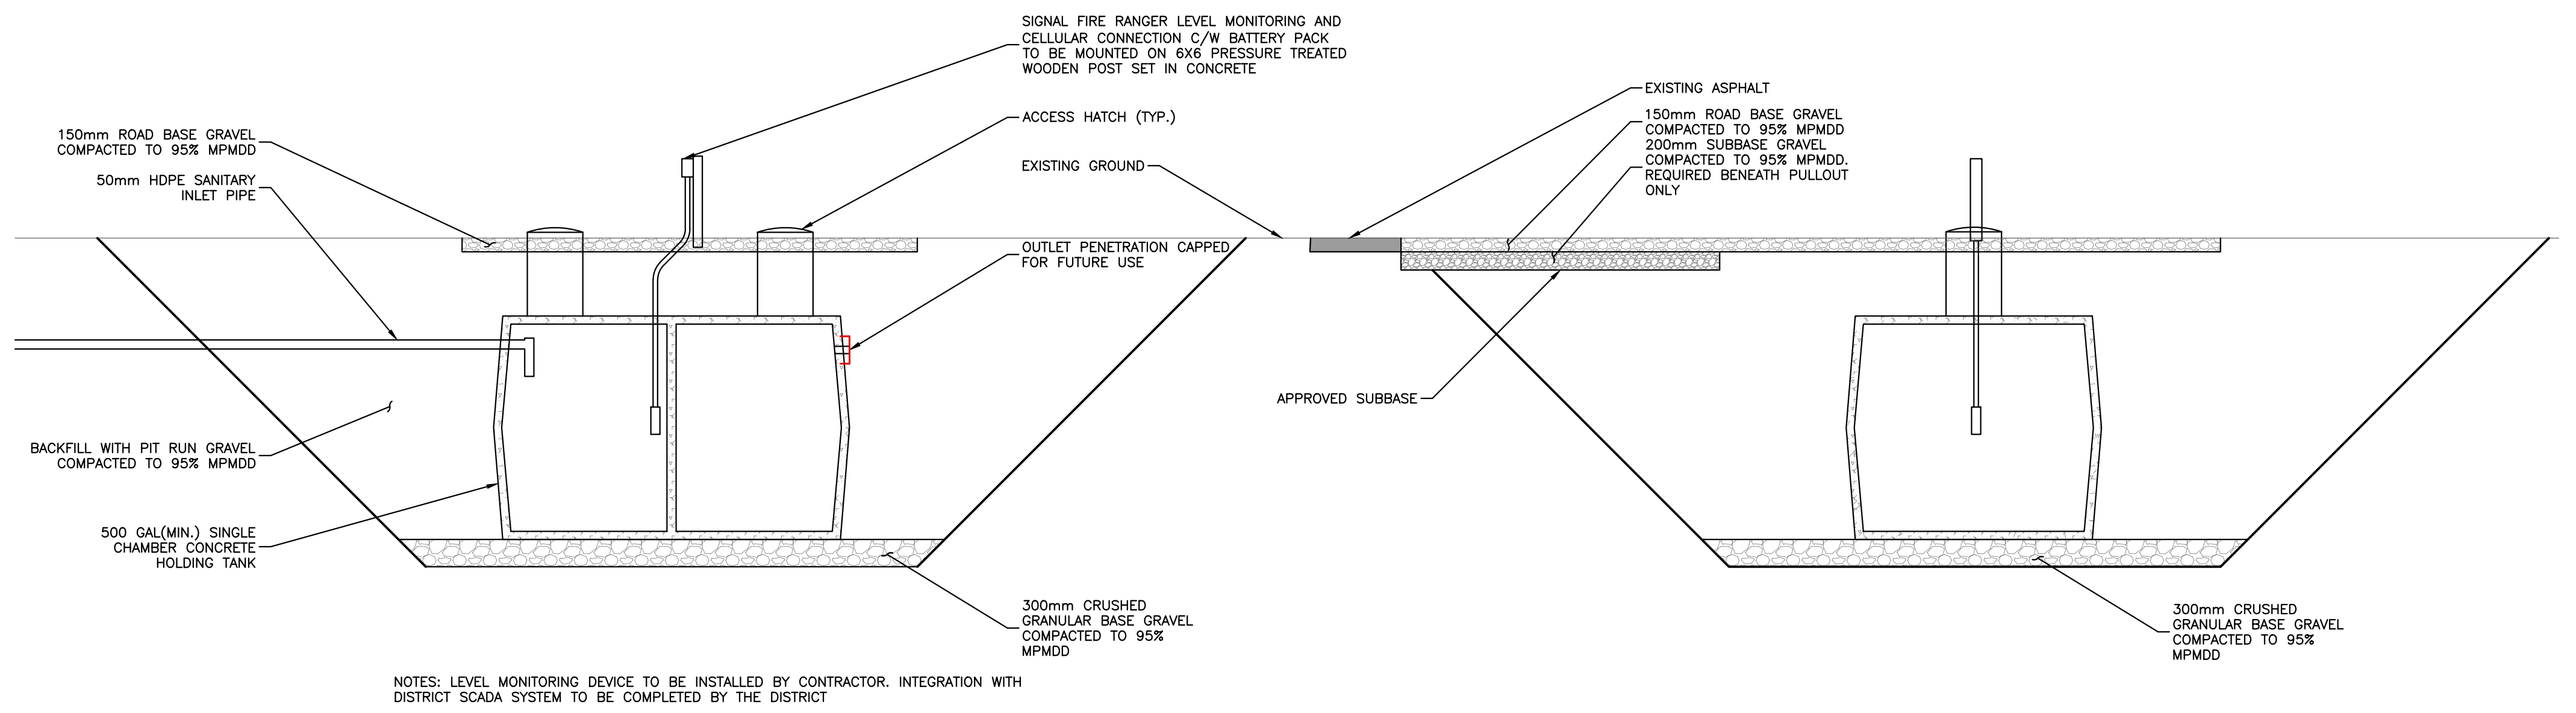 SIGNAL FIRE RANGER LEVEL MONITORING AND
CELLULAR CONNECTION C/W BATTERY PACK
TO BE MOUNTED ON 6X6 PRESSURE TREATED
WOODEN POST SET IN CONCRETE
ACCESS HATCH (TYP.)
EXISTING GROUND
150mm ROAD BASE GRAVEL
COMPACTED TO 95% MPMDD
50mm HDPE SANITARY
INLET PIPE
OUTLET PENETRATION CAPPED
FOR FUTURE USE
BACKFILL WITH PIT RUN GRAVEL
COMPACTED TO 95% MPMDD
500 GAL(MIN.) SINGLE
CHAMBER CONCRETE
HOLDING TANK
300mm CRUSHED
GRANULAR BASE GRAVEL
COMPACTED TO 95%
MPMDD
EXISTING ASPHALT
150mm ROAD BASE GRAVEL
COMPACTED TO 95% MPMDD
200mm SUBBASE GRAVEL
COMPACTED TO 95% MPMDD.
REQUIRED BENEATH PULLOUT
ONLY
APPROVED SUBBASE
300mm CRUSHED
GRANULAR BASE GRAVEL
COMPACTED TO 95%
MPMDD
NOTES: LEVEL MONITORING DEVICE TO BE INSTALLED BY CONTRACTOR. INTEGRATION WITH
DISTRICT SCADA SYSTEM TO BE COMPLETED BY THE DISTRICT